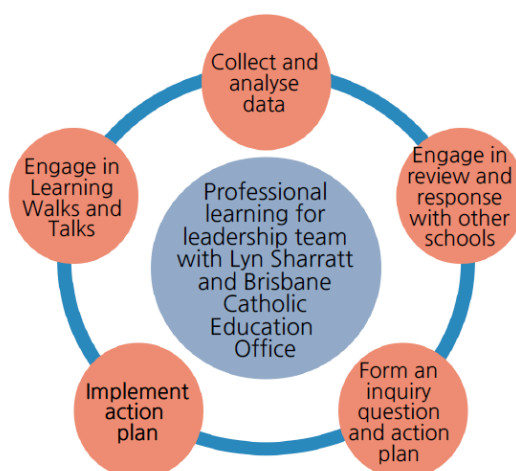 Collect and
analyse
data
Engage in
review and
response
with other
schools
Form an
inquiry
question
and action
plan
Implement
action
plan
Engage in
Learning
Walks and
Talks
Professional
learning for
leadership team
with Lyn Sharratt
and Brisbane
Catholic
Education
Office